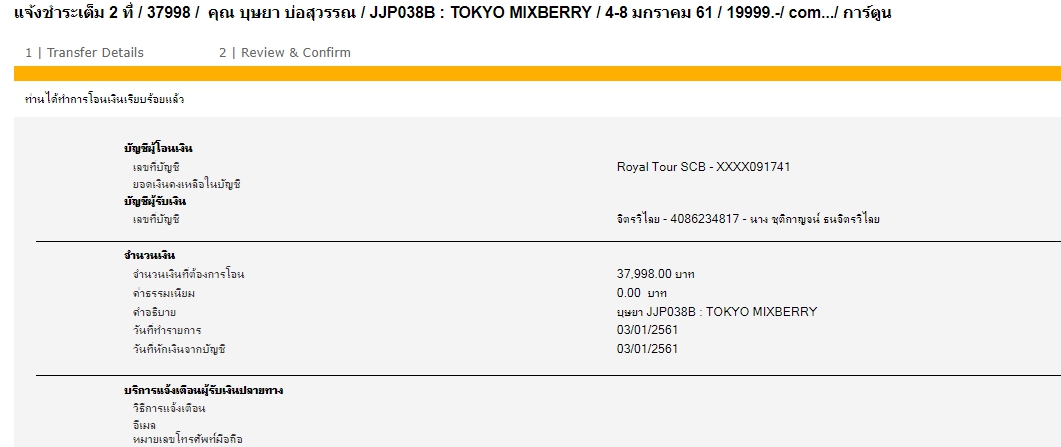 แจ้งชำระเต็ม 2 ที่ / 37998 / คุณ บุษยา บ่อสุวรรณ / JJP038B : TOKYO MIXBERRY / 4-8 มกราคม 61 / 19999.-/ com.../ การ์ตูน
1 | Transfer Details 2 | Review & Confirm
ท่านได้ทำการโอนเงินเรียบร้อยแล้ว
บัญชีผู้โอนเงิน
เลขที่บัญชี Royal Tour SCB - XXXX091741
ยอดเงินคงเหลือในบัญชี
บัญชีผู้รับเงิน
เลขที่บัญชี จิตรวิไลย - 4086234817 - นาง ชุติกาญจน์ ธนจิตรวิไลย
จำนวนเงิน
จำนวนเงินที่ต้องการโอน 37,998.00 บาท
ค่าธรรมเนียม 0.00 บาท
คำอธิบาย บุษยา JJP038B : TOKYO MIXBERRY
วันที่ทำรายการ 03/01/2561
วันที่หักเงินจากบัญชี 03/01/2561
บริการแจ้งเตือนผู้รับเงินปลายทาง
วิธีการแจ้งเตือน
อีเมล
หมายเลขโทรศัพท์มือถือ